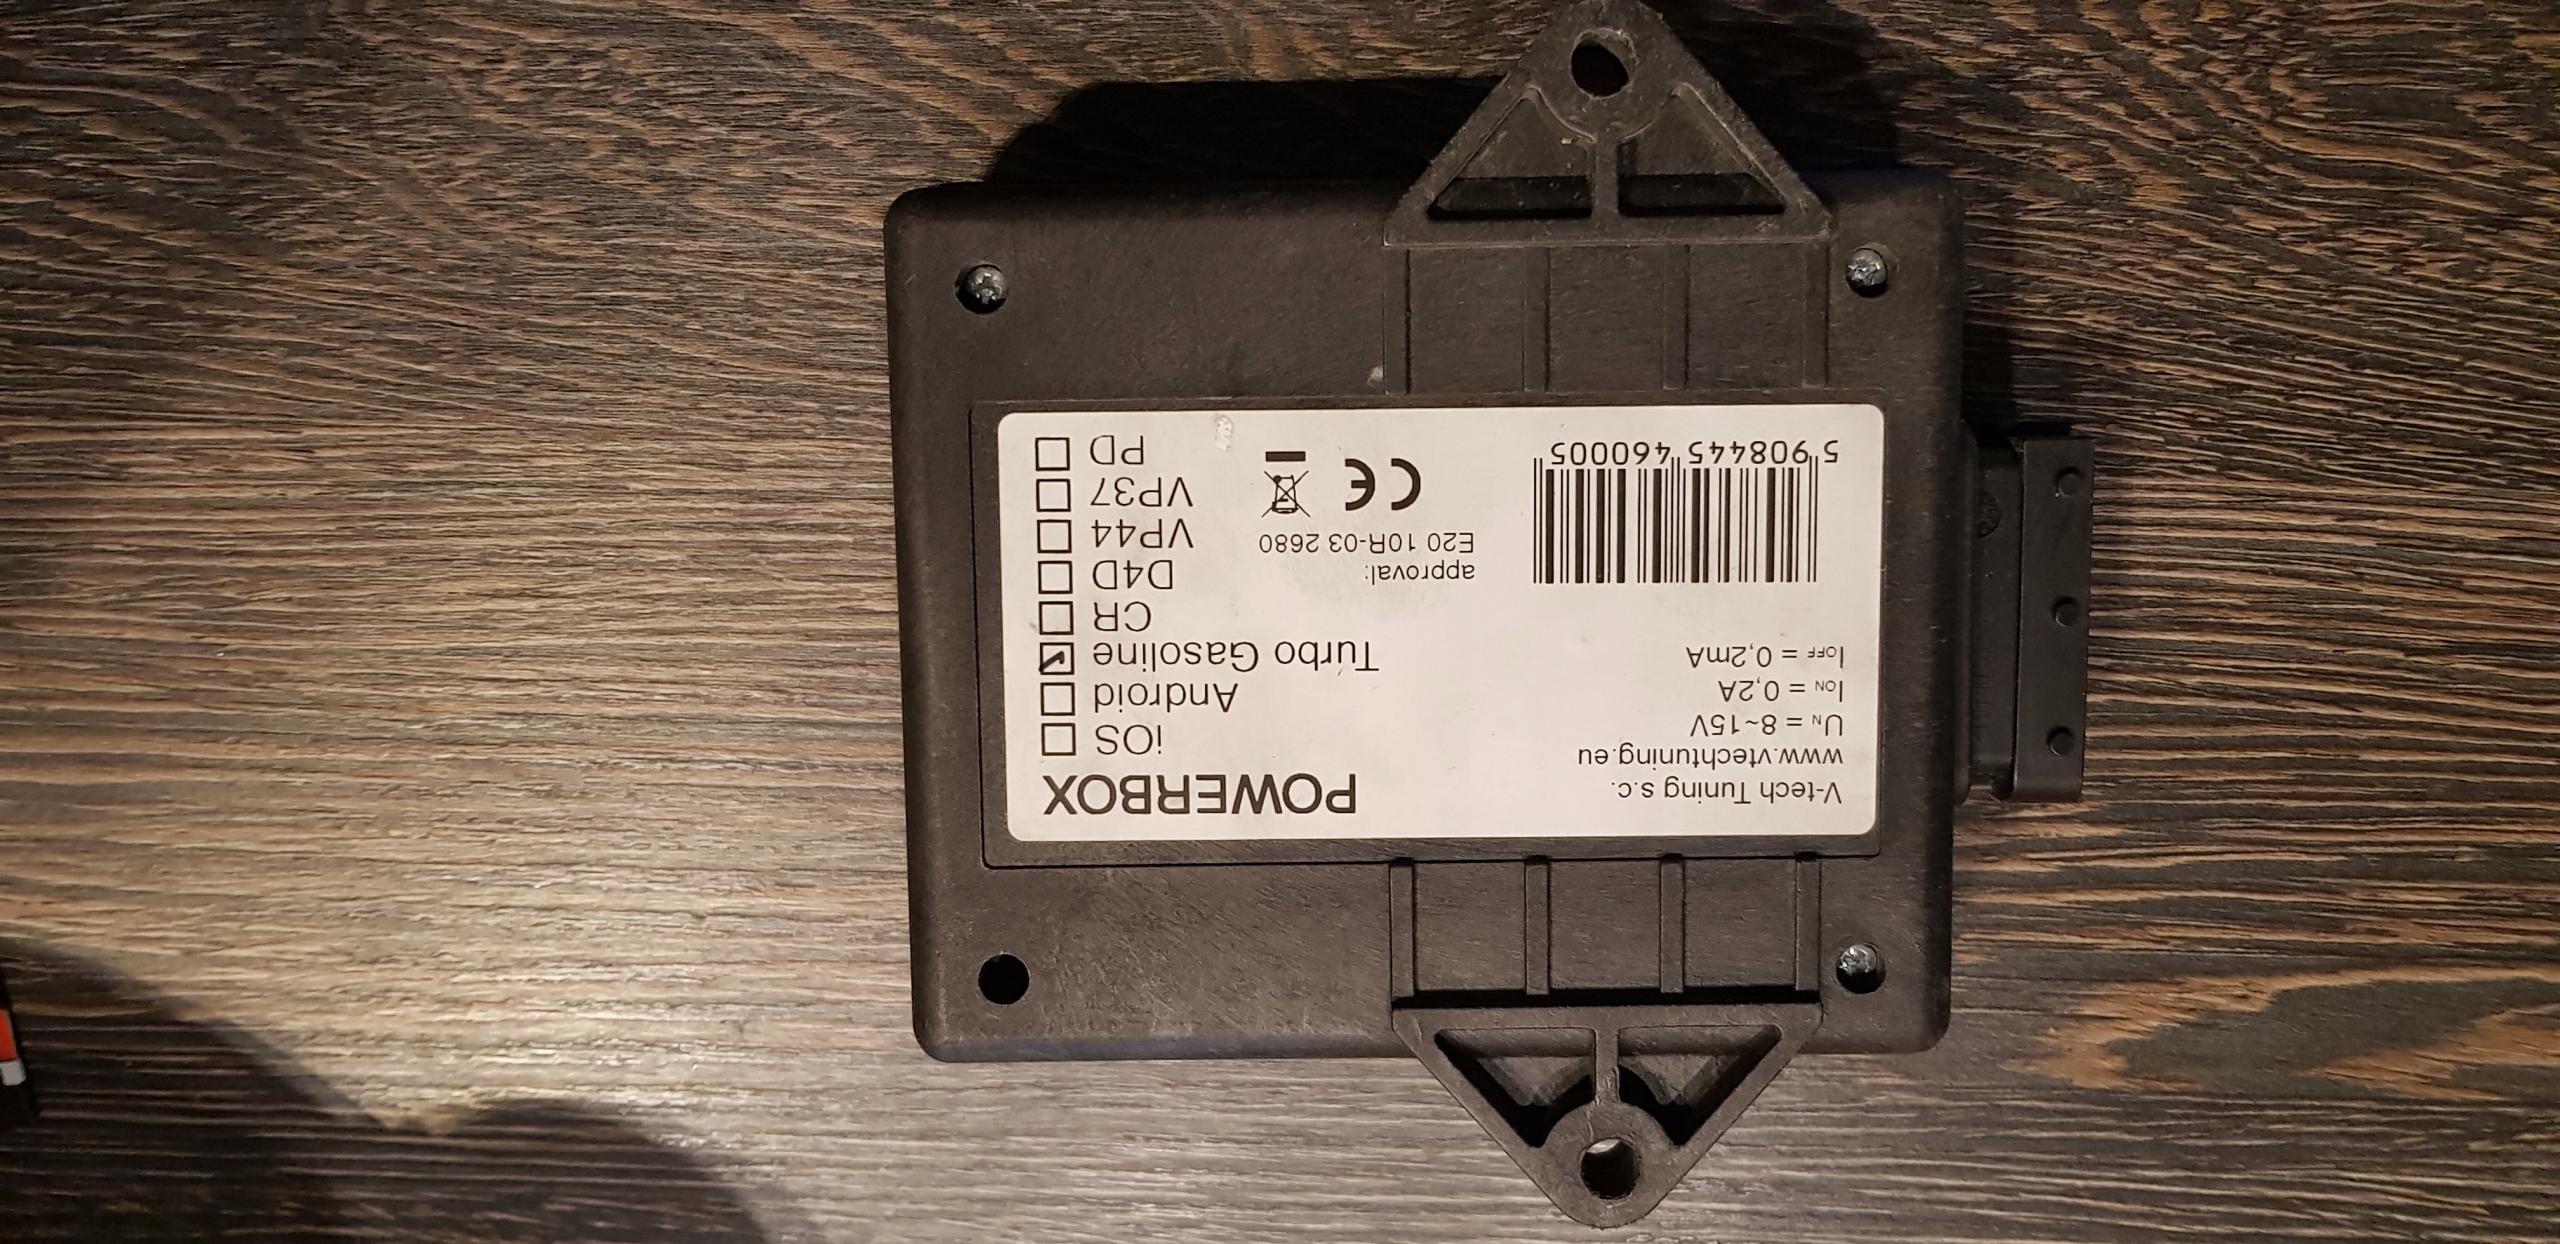 V-tech Tuning s.c.
www.vtechtuning.eu
UN = 8~15V
ION = 0,2A
IOFF = 0,2mA
POWERBOX
iOS
Android
Turbo Gasoline
CR
D4D
VP44
VP37
PD
approval:
E20 10R-03 2680
CE
5 908445 460005